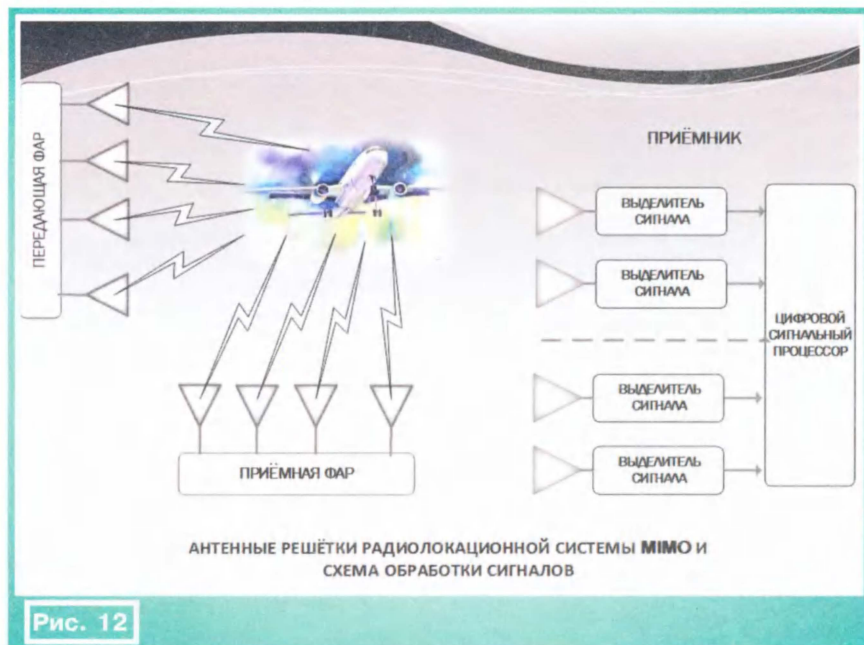 ПЕРЕДАЮЩАЯ ФАР
ПРИЁМНАЯ ФАР
ПРИЁМНИК
ВЫДЕЛИТЕЛЬ
СИГНАЛА
ВЫДЕЛИТЕЛЬ
СИГНАЛА
ВЫДЕЛИТЕЛЬ
СИГНАЛА
ВЫДЕЛИТЕЛЬ
СИГНАЛА
ЦИФРОВОЙ
СИГНАЛЬНЫЙ
ПРОЦЕССОР
АНТЕННЫЕ РЕШЁТКИ РАДИОЛОКАЦИОННОЙ СИСТЕМЫ MIMO И
СХЕМА ОБРАБОТКИ СИГНАЛОВ
Рис. 12